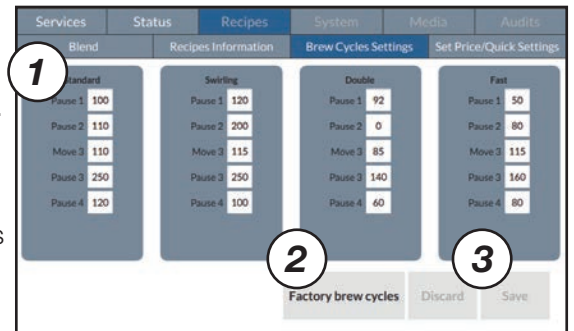 Services Status Recipes System Media Audits
Blend Recipes Information Brew Cycles Settings Set Price/Quick Settings
1
Standard Swirling Double Fast
Pause 1 100 Pause 1 120 Pause 1 92 Pause 1 50
Pause 2 110 Pause 2 200 Pause 2 0 Pause 2 80
Move 3 110 Move 3 115 Move 3 85 Move 3 115
Pause 3 250 Pause 3 250 Pause 3 140 Pause 3 160
Pause 4 120 Pause 4 100 Pause 4 60 Pause 4 80
2 3
Factory brew cycles Discard Save